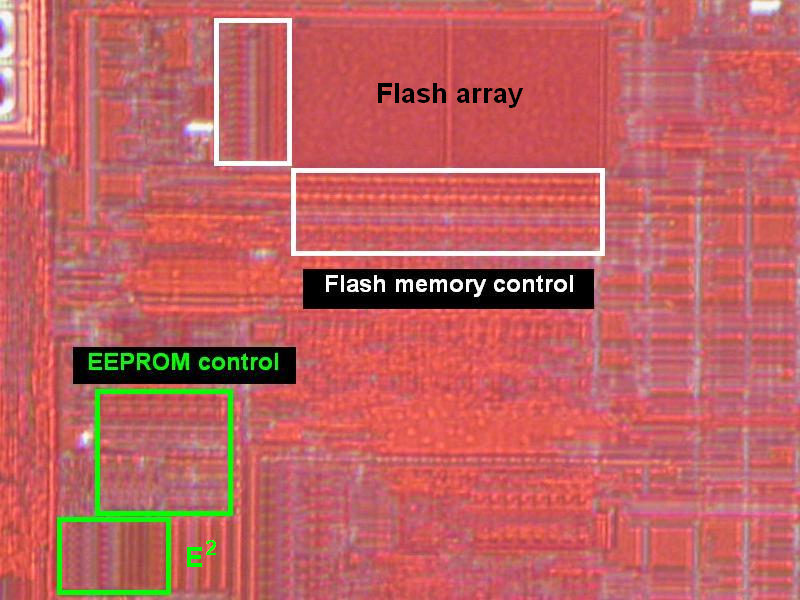 Flash array
Flash memory control
EEPROM control
E²